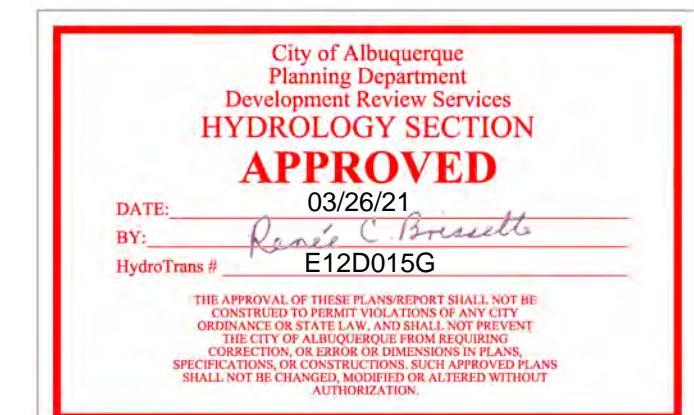 City of Albuquerque
Planning Department
Development Review Services
HYDROLOGY SECTION
APPROVED
DATE: 03/26/21
BY: Renée C. Brissette
HydroTrans # E12D015G
THE APPROVAL OF THESE PLANS/REPORT SHALL NOT BE
CONSTRUED TO PERMIT VIOLATIONS OF ANY CITY
ORDINANCE OR STATE LAW, AND SHALL NOT PREVENT
THE CITY OF ALBUQUERQUE FROM REQUIRING
CORRECTION, OR ERROR OR DIMENSIONS IN PLANS,
SPECIFICATIONS, OR CONSTRUCTIONS. SUCH APPROVED PLANS
SHALL NOT BE CHANGED, MODIFIED OR ALTERED WITHOUT
AUTHORIZATION.